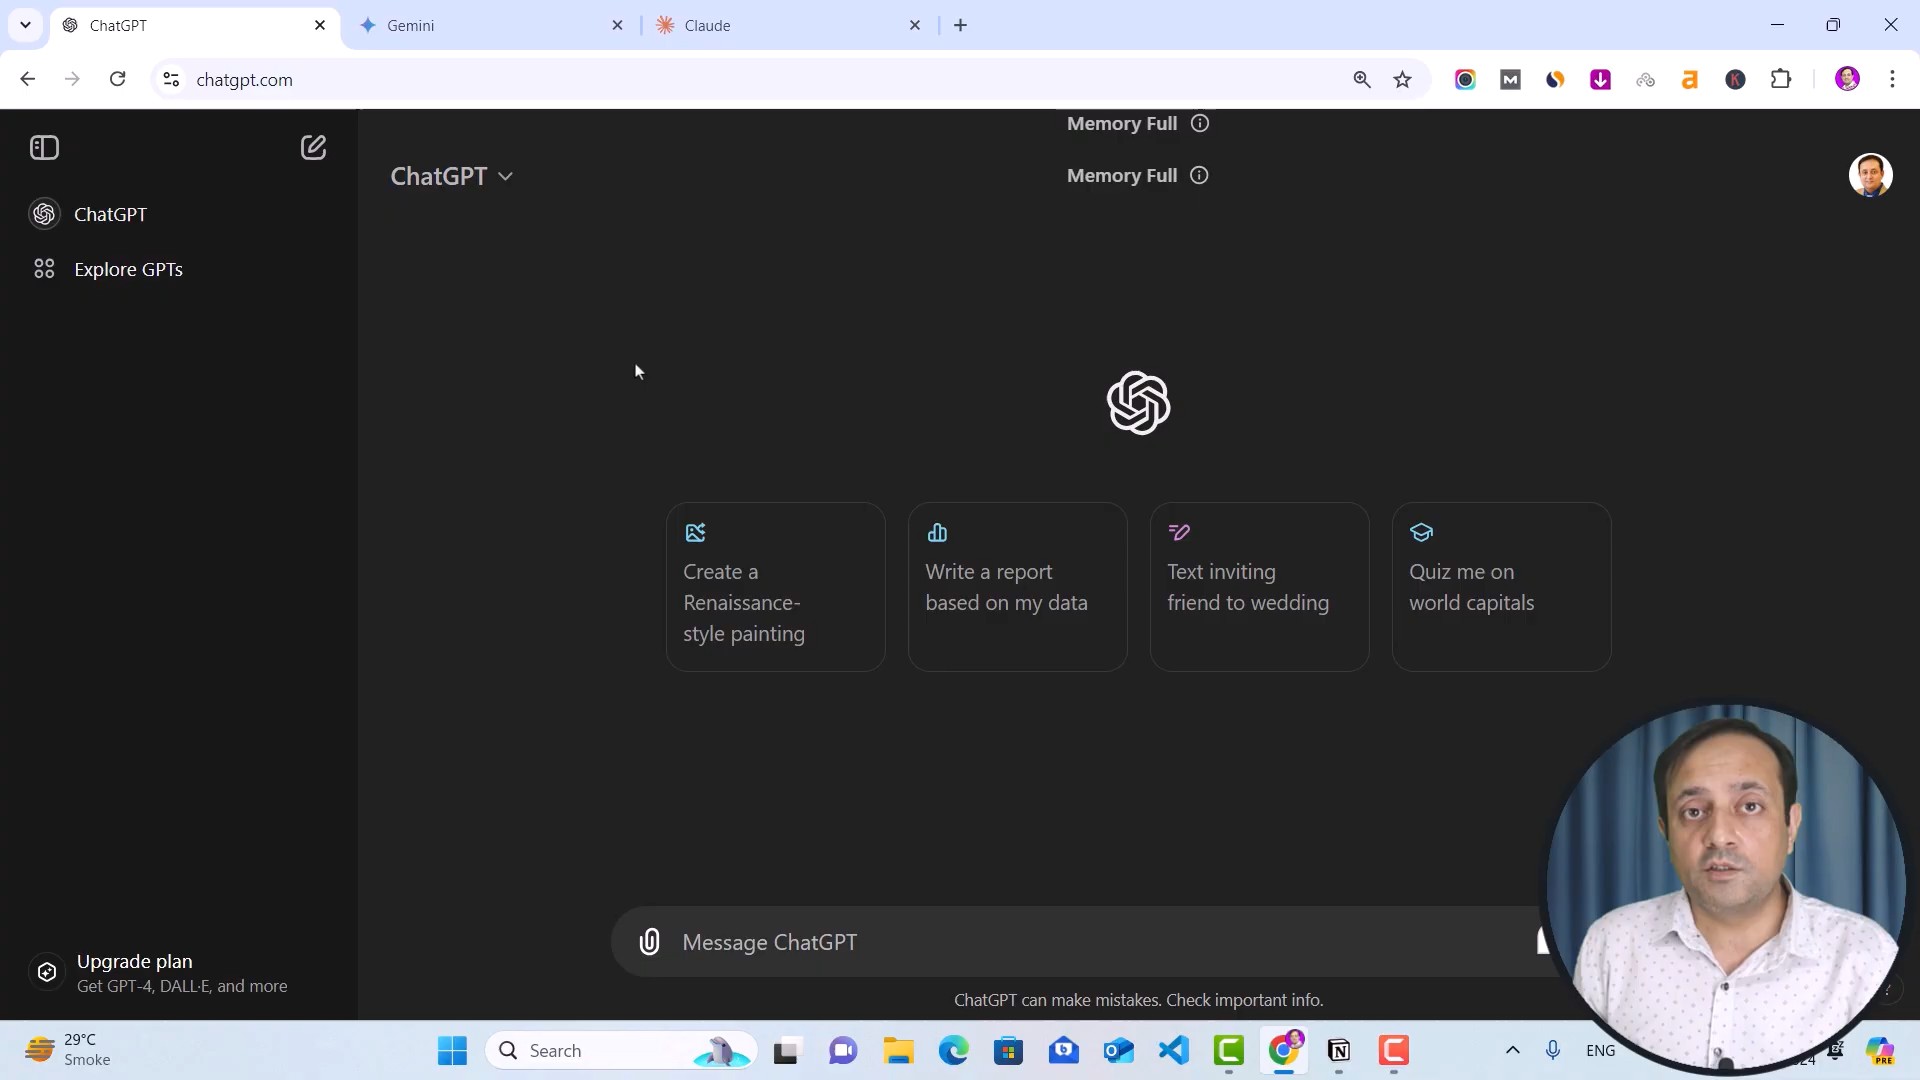 ChatGPT
Gemini
Claude
chatgpt.com
Memory Full
ChatGPT
Memory Full
ChatGPT
Explore GPTs
Create a
Renaissance-
style painting
Write a report
based on my data
Text inviting
friend to wedding
Quiz me on
world capitals
Upgrade plan
Get GPT-4, DALL·E, and more
Message ChatGPT
ChatGPT can make mistakes. Check important info.
29°C
Smoke
Search
ENG
PRE